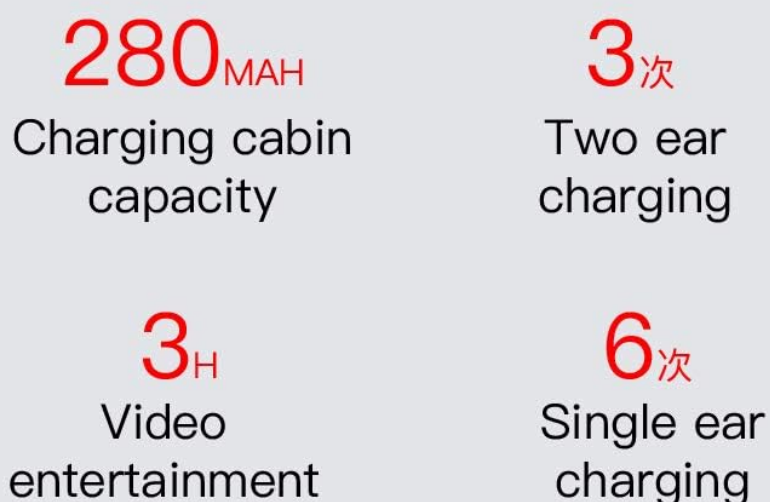 280MAH
Charging cabin
capacity
3次
Two ear
charging
3H
Video
entertainment
6次
Single ear
charging